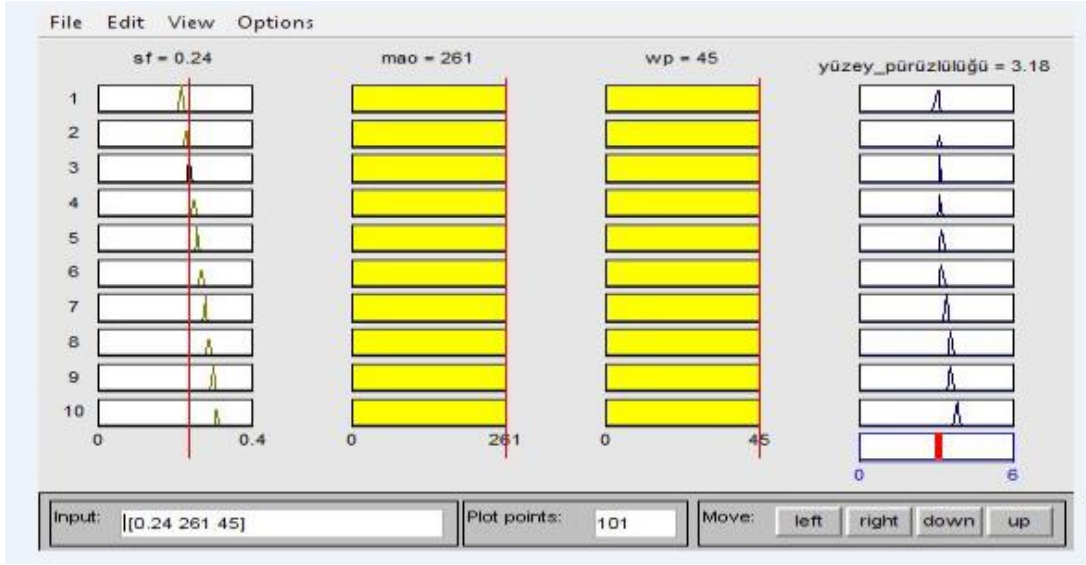 File Edit View Options
sf = 0.24 mao = 261 wp = 45 yüzey_pürüzlülüğü = 3.18
1
2
3
4
5
6
7
8
9
10
0 0.4 0 261 0 45
0 6
Input: [0.24 261 45] Plot points: 101 Move: left right down up